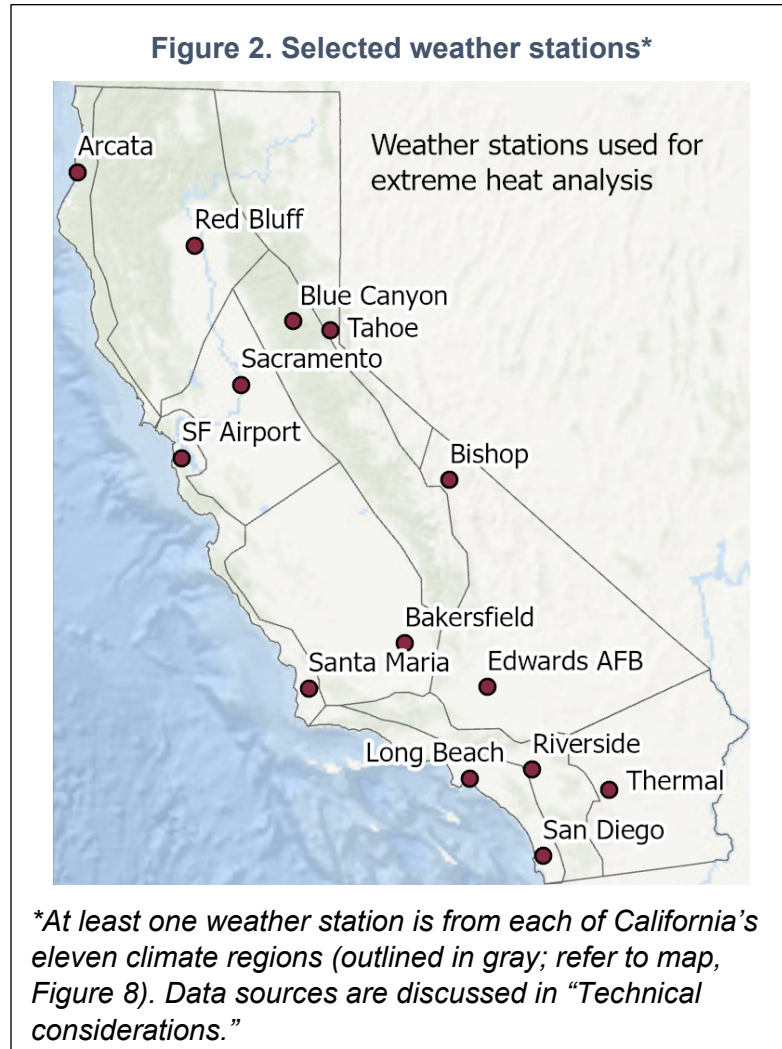 Figure 2. Selected weather stations*
Weather stations used for
extreme heat analysis
Arcata
Red Bluff
Blue Canyon
Tahoe
Sacramento
SF Airport
Bishop
Bakersfield
Santa Maria
Edwards AFB
Long Beach
Riverside
Thermal
San Diego
*At least one weather station is from each of California’s
eleven climate regions (outlined in gray; refer to map,
Figure 8). Data sources are discussed in “Technical
considerations.”